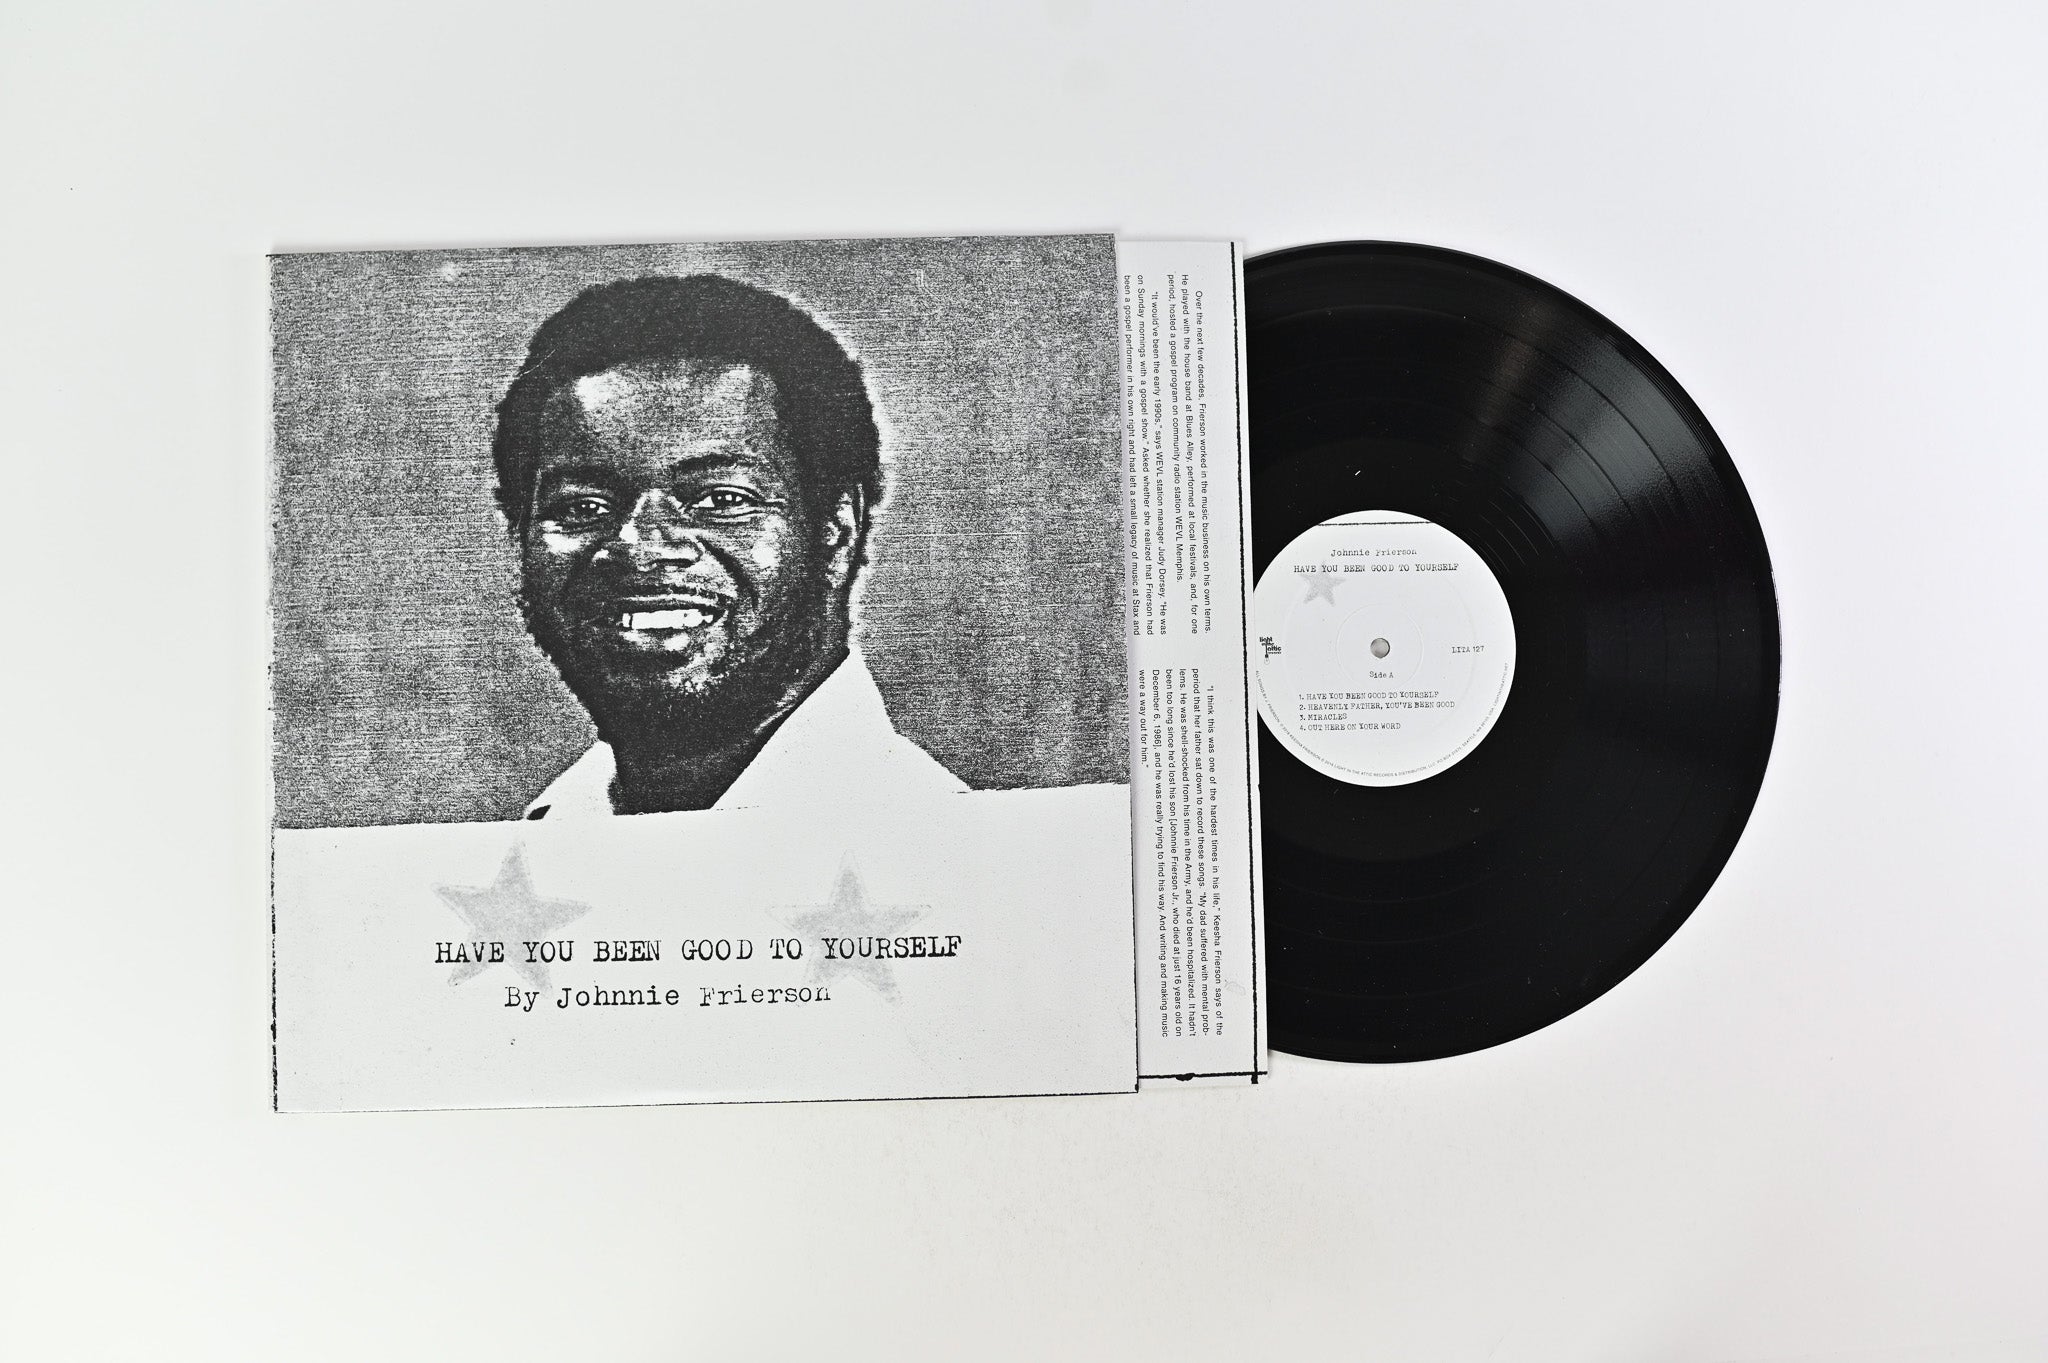 HAVE YOU BEEN GOOD TO YOURSELF
By Johnnie Frierson
Over the next few decades, Frierson worked in the music business on his own terms.
He played with the house band at Blues Alley, performed at local festivals, and, for one
period, hosted a gospel program on community radio station WEVL Memphis.
"It would've been the early 1990s," says WEVL station manager Judy Dorsey. "He was
on Sunday mornings with a gospel show." Asked whether she realized that Frierson had
been a gospel performer in his own right and had left a small legacy of music at Stax and
"I think this was one of the hardest times in his life," Keesha Frierson says of the
period that her father sat down to record these songs. "My dad suffered with mental prob-
lems. He was shell-shocked from his time in the Army, and he'd been hospitalized. It hadn't
been too long since he'd lost his son [Johnnie Frierson Jr., who died at just 16 years old on
December 6, 1986], and he was really trying to find his way. And writing and making music
were a way out for him."
Johnnie Frierson
HAVE YOU BEEN GOOD TO YOURSELF
light
attic
LITA 127
Side A
1. HAVE YOU BEEN GOOD TO YOURSELF
2. HEAVENLY FATHER, YOU'VE BEEN GOOD
3. MIRACLES
4. OUT HERE ON YOUR WORD